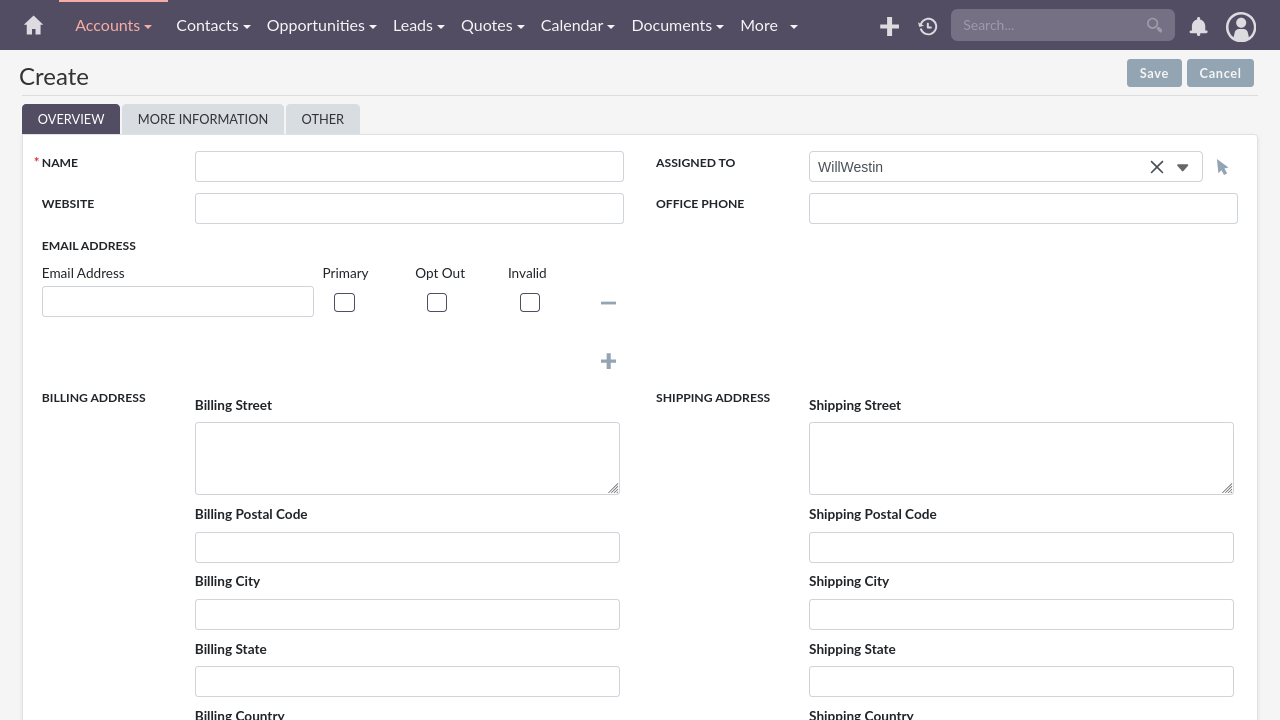 Accounts Contacts Opportunities Leads Quotes Calendar Documents More Search...
Create
Save Cancel
OVERVIEW MORE INFORMATION OTHER
* NAME
ASSIGNED TO WillWestin
WEBSITE
OFFICE PHONE
EMAIL ADDRESS
Email Address Primary Opt Out Invalid
BILLING ADDRESS
Billing Street
Billing Postal Code
Billing City
Billing State
Billing Country
SHIPPING ADDRESS
Shipping Street
Shipping Postal Code
Shipping City
Shipping State
Shipping Country